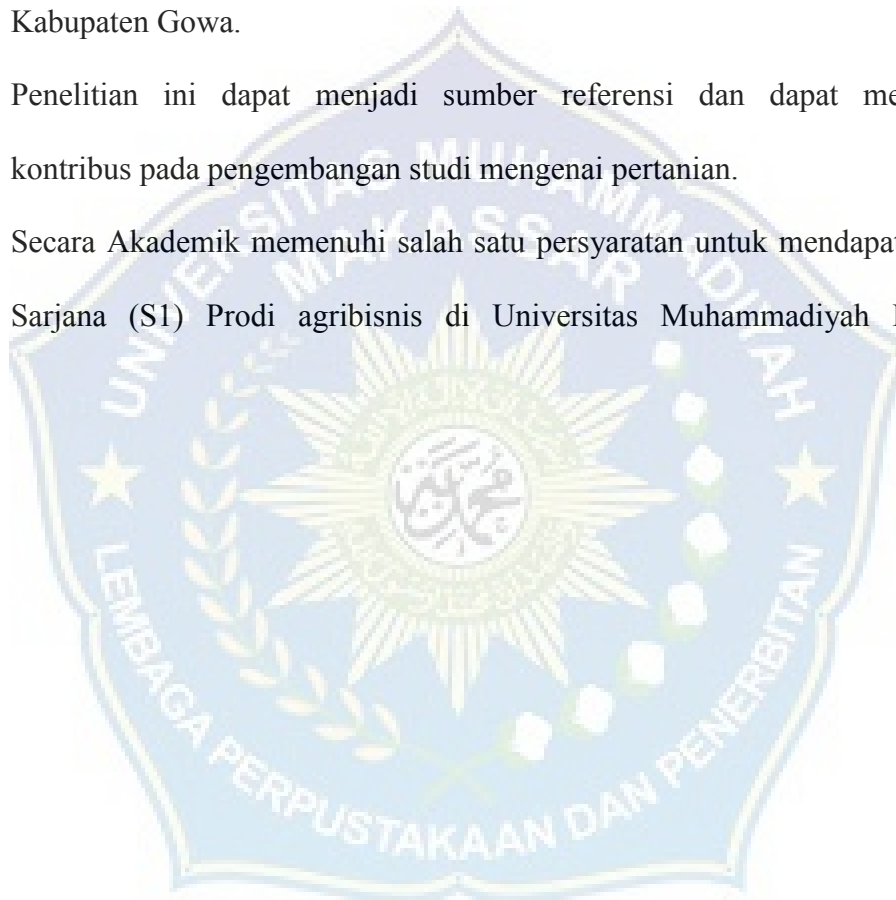 Kabupaten Gowa.
Penelitian ini dapat menjadi sumber referensi dan dapat me
kontribus pada pengembangan studi mengenai pertanian.
Secara Akademik memenuhi salah satu persyaratan untuk mendapa
Sarjana (S1) Prodi agribisnis di Universitas Muhammadiyah
UNIVERSITAS MUHAMMADIYAH
MAKASSAR
LEMBAGA PERPUSTAKAAN DAN PENERBITAN